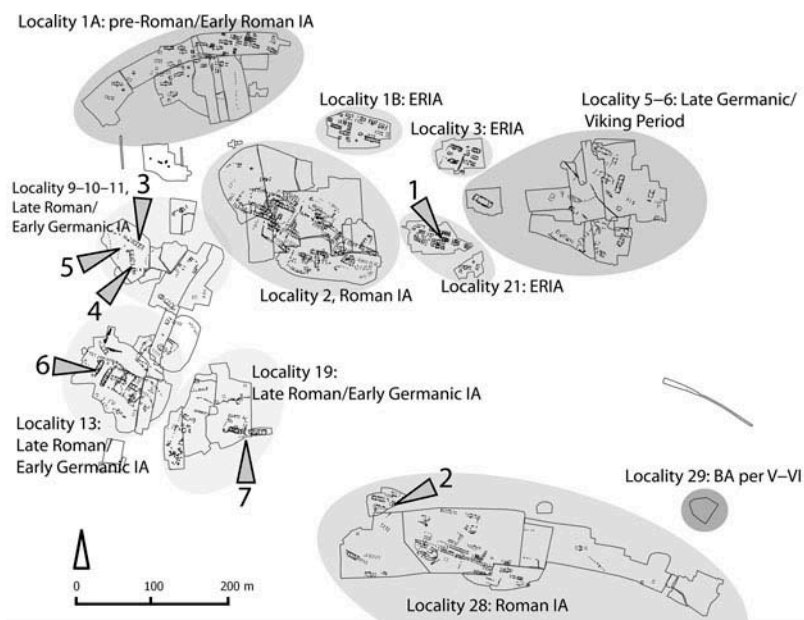 Locality 1A: pre-Roman/Early Roman IA
Locality 1B: ERIA
Locality 3: ERIA
Locality 5–6: Late Germanic/
Viking Period
Locality 9–10–11,
Late Roman/
Early Germanic IA
3
5
4
1
Locality 2, Roman IA
Locality 21: ERIA
6
Locality 19:
Late Roman/Early Germanic IA
Locality 13:
Late Roman/
Early Germanic IA
7
2
Locality 29: BA per V–VI
0 100 200 m
Locality 28: Roman IA